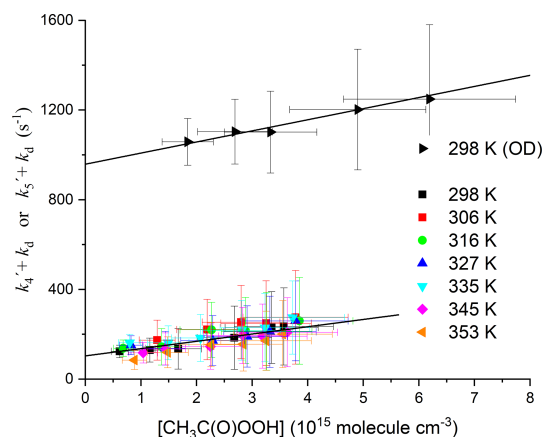 1600
1200
800
400
0
k4´+ kd or k5´+ kd (s-1)
298 K (OD)
298 K
306 K
316 K
327 K
335 K
345 K
353 K
0 1 2 3 4 5 6 7 8
[CH3C(O)OOH] (10^15 molecule cm-3)